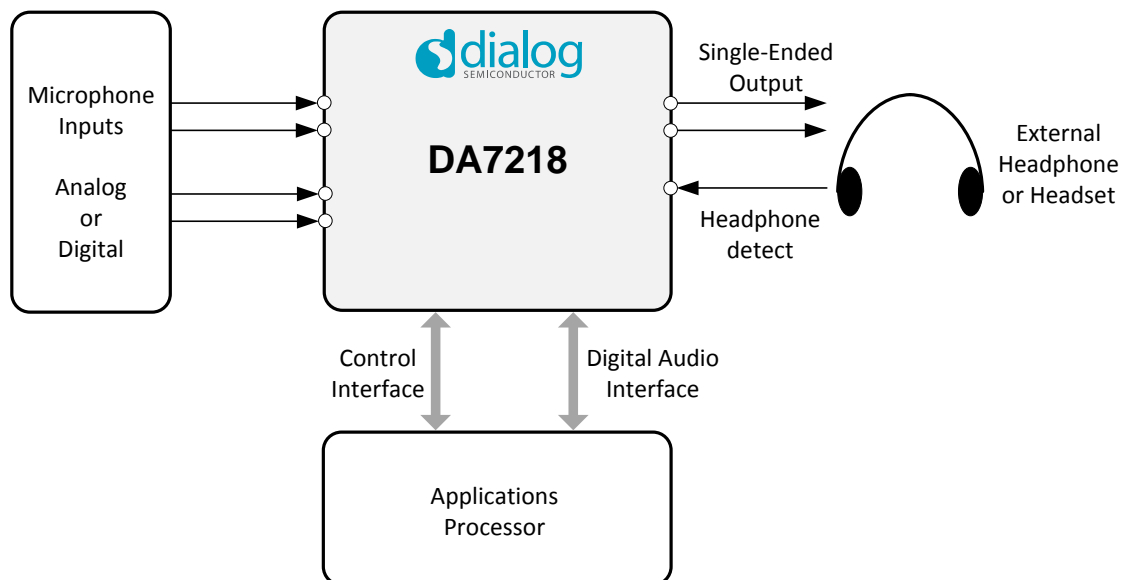 Microphone
Inputs
Analog
or
Digital
dialog
SEMICONDUCTOR
DA7218
Single-Ended
Output
Headphone
detect
External
Headphone
or Headset
Control
Interface
Digital Audio
Interface
Applications
Processor